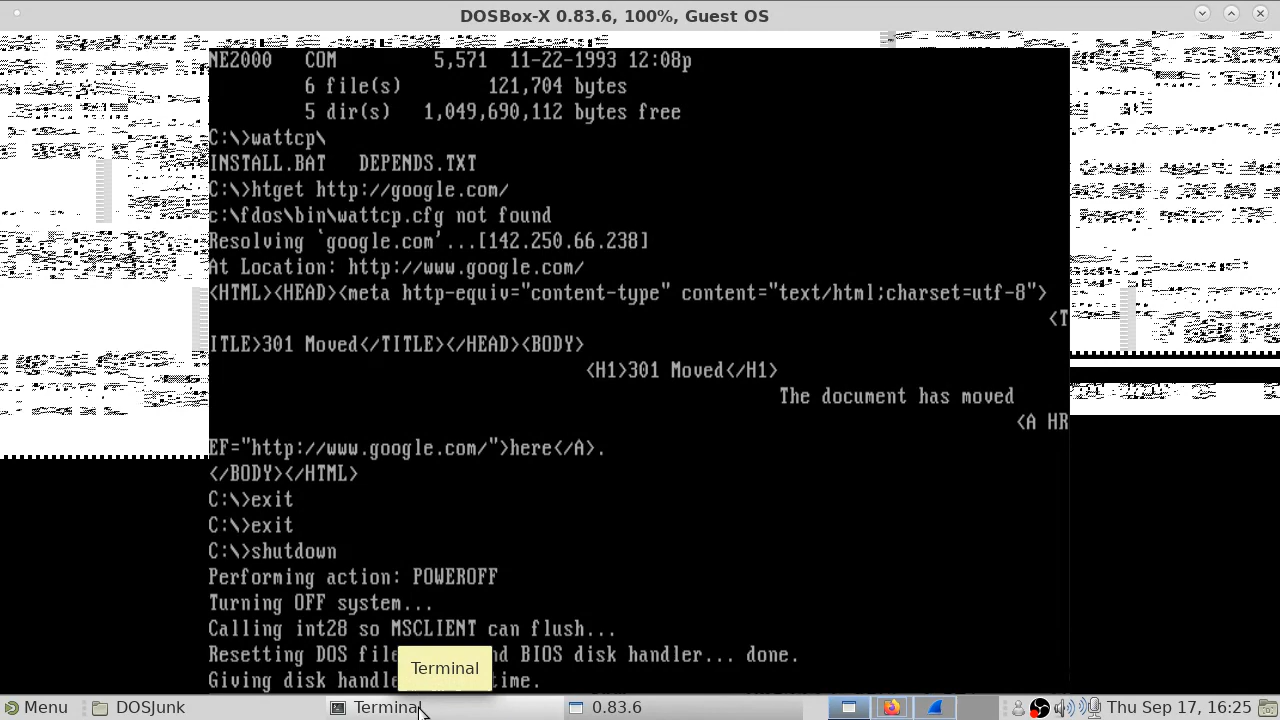 DOSBox-X 0.83.6, 100%, Guest OS
NE2000   COM         5,571  11-22-1993 12:08p
         6 file(s)        121,704 bytes
         5 dir(s)   1,049,690,112 bytes free
C:\>wattcp\
INSTALL.BAT   DEPENDS.TXT
C:\>htget http://google.com/
c:\fdos\bin\wattcp.cfg not found
Resolving `google.com'...[142.250.66.238]
At Location: http://www.google.com/
<HTML><HEAD><meta http-equiv="content-type" content="text/html;charset=utf-8">
<T
ITLE>301 Moved</TITLE></HEAD><BODY>
<H1>301 Moved</H1>
The document has moved
<A HR
EF="http://www.google.com/">here</A>.
</BODY></HTML>
C:\>exit
C:\>exit
C:\>shutdown
Performing action: POWEROFF
Turning OFF system...
Calling int28 so MSCLIENT can flush...
Resetting DOS file nd BIOS disk handler... done.
Terminal
Giving disk handle time.
Menu DOSJunk Terminal 0.83.6 Thu Sep 17, 16:25